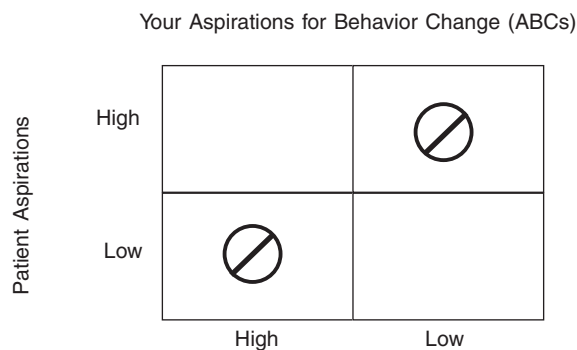 Your Aspirations for Behavior Change (ABCs)
Patient Aspirations
High
Low
High
Low